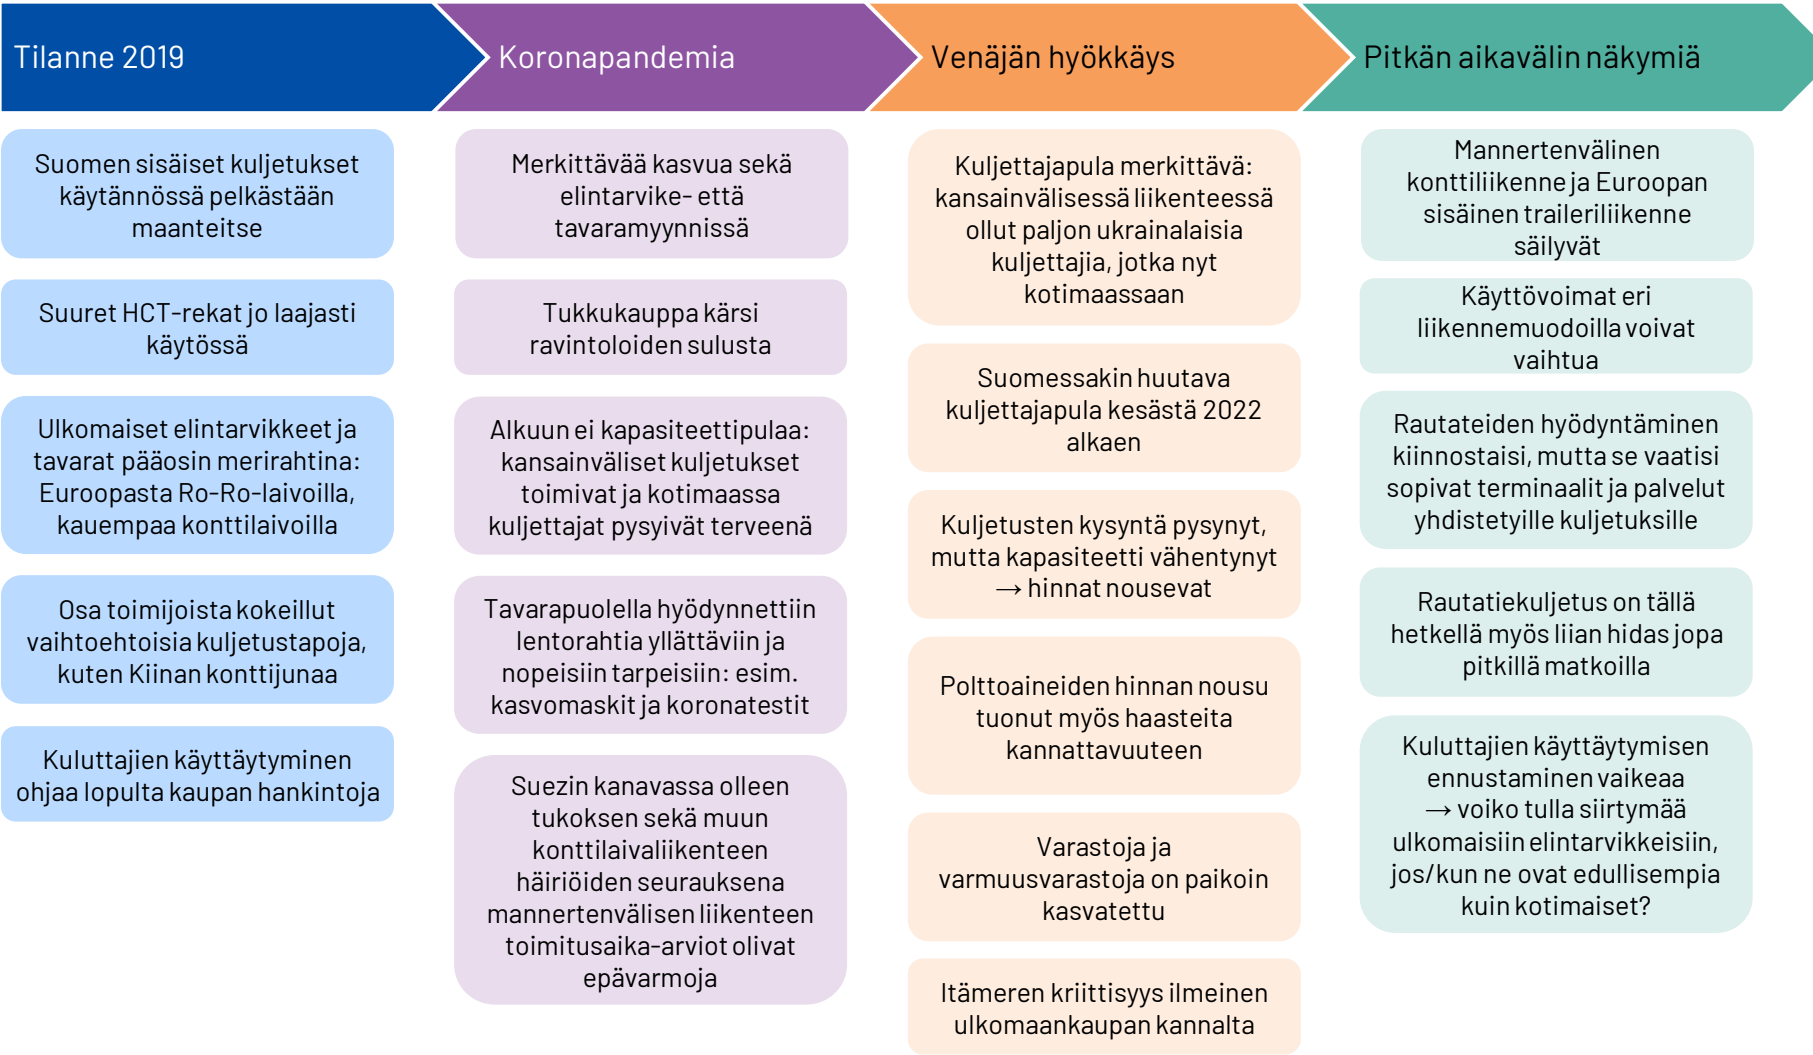 Tilanne 2019
Koronapandemia
Venäjän hyökkäys
Pitkän aikavälin näkymiä
Suomen sisäiset kuljetukset
käytännössä pelkästään
maanteitse
Suuret HCT-rekat jo laajasti
käytössä
Ulkomaiset elintarvikkeet ja
tavarat pääosin merirahtina:
Euroopasta Ro-Ro-laivoilla,
kauempaa konttilaivoilla
Osa toimijoista kokeillut
vaihtoehtoisia kuljetustapoja,
kuten Kiinan konttijunaa
Kuluttajien käyttäytyminen
ohjaa lopulta kaupan hankintoja
Merkittävää kasvua sekä
elintarvike- että
tavaramyynnissä
Tukkukauppa kärsi
ravintoloiden sulusta
Alkuun ei kapasiteettipulaa:
kansainväliset kuljetukset
toimivat ja kotimaassa
kuljettajat pysyivät terveenä
Tavarapuolella hyödynnettiin
lentorahtia yllättäviin ja
nopeisiin tarpeisiin: esim.
kasvomaskit ja koronatestit
Suezin kanavassa olleen
tukoksen sekä muun
konttilaivaliikenteen
häiriöiden seurauksena
mannertenvälisen liikenteen
toimitusaika-arviot olivat
epävarmoja
Kuljettajapula merkittävä:
kansainvälisessä liikenteessä
ollut paljon ukrainalaisia
kuljettajia, jotka nyt
kotimaassaan
Suomessakin huutava
kuljettajapula kesästä 2022
alkaen
Kuljetusten kysyntä pysynyt,
mutta kapasiteetti vähentynyt
→ hinnat nousevat
Polttoaineiden hinnan nousu
tuonut myös haasteita
kannattavuuteen
Varastoja ja
varmuusvarastoja on paikoin
kasvatettu
Itämeren kriittisyys ilmeinen
ulkomaankaupan kannalta
Mannertenvälinen
konttiliikenne ja Euroopan
sisäinen traileriliikenne
säilyvät
Käyttövoimat eri
liikennemuodoilla voivat
vaihtua
Rautateiden hyödyntäminen
kiinnostaisi, mutta se vaatisi
sopivat terminaalit ja palvelut
yhdistetyille kuljetuksille
Rautatiekuljetus on tällä
hetkellä myös liian hidas jopa
pitkillä matkoilla
Kuluttajien käyttäytymisen
ennustaminen vaikeaa
→ voiko tulla siirtymää
ulkomaisiin elintarvikkeisiin,
jos/kun ne ovat edullisempia
kuin kotimaiset?